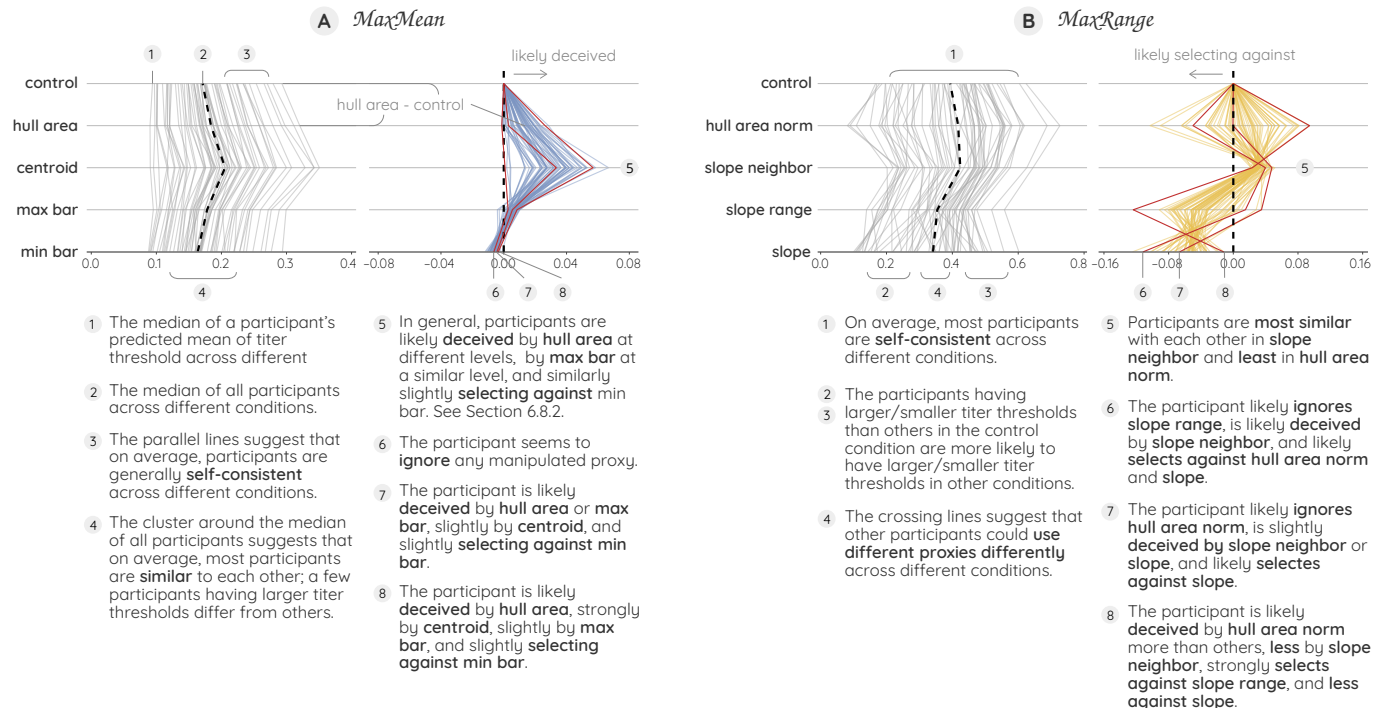 A MaxMean
1 2 3 likely deceived
control
hull area - control
hull area
centroid
5
max bar
min bar
0.0 0.1 0.2 0.3 0.4 −0.08 0.00 0.04 0.08
4 6 7 8
1 The median of a participant's
predicted mean of titer
threshold across different
2 The median of all participants
across different conditions.
3 The parallel lines suggest that
on average, participants are
generally self-consistent
across different conditions.
4 The cluster around the median
of all participants suggests that
on average, most participants
are similar to each other; a few
participants having larger titer
thresholds differ from others.
5 In general, participants are
likely deceived by hull area at
different levels, by max bar at
a similar level, and similarly
slightly selecting against min
bar. See Section 6.8.2.
6 The participant seems to
ignore any manipulated proxy.
7 The participant is likely
deceived by hull area or max
bar, slightly by centroid, and
slightly selecting against min
bar.
8 The participant is likely
deceived by hull area, strongly
by centroid, slightly by max
bar, and slightly selecting
against min bar.
B MaxRange
1 likely selecting against
control
hull area norm
slope neighbor
5
slope range
slope
0.0 0.2 0.4 0.6 0.8 −0.16 −0.08 0.00 0.08 0.16
2 4 3 6 7 8
1 On average, most participants
are self-consistent across
different conditions.
2 The participants having
3 larger/smaller titer thresholds
than others in the control
condition are more likely to
have larger/smaller titer
thresholds in other conditions.
4 The crossing lines suggest that
other participants could use
different proxies differently
across different conditions.
5 Participants are most similar
with each other in slope
neighbor and least in hull area
norm.
6 The participant likely ignores
slope range, is likely deceived
by slope neighbor, and likely
selects against hull area norm
and slope.
7 The participant likely ignores
hull area norm, is slightly
deceived by slope neighbor or
slope, and likely selectes
against slope.
8 The participant is likely
deceived by hull area norm
more than others, less by slope
neighbor, strongly selects
against slope range, and less
against slope.